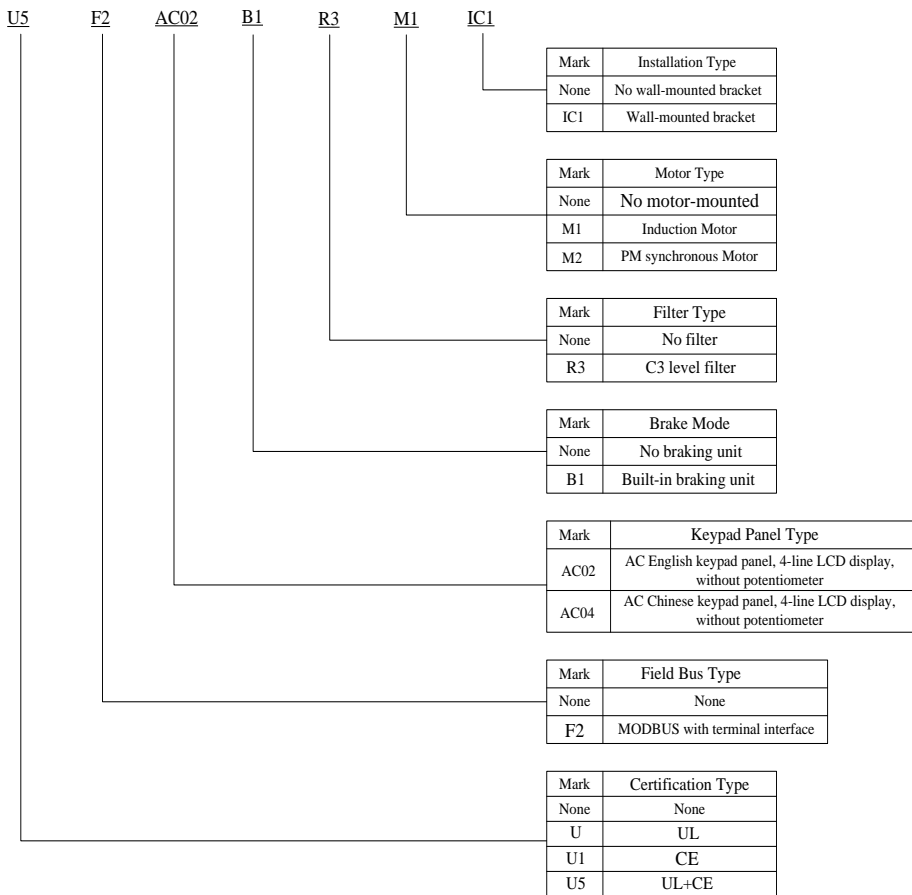 U5 F2 AC02 B1 R3 M1 IC1
Mark Installation Type
None No wall-mounted bracket
IC1 Wall-mounted bracket
Mark Motor Type
None No motor-mounted
M1 Induction Motor
M2 PM synchronous Motor
Mark Filter Type
None No filter
R3 C3 level filter
Mark Brake Mode
None No braking unit
B1 Built-in braking unit
Mark Keypad Panel Type
AC02 AC English keypad panel, 4-line LCD display,
without potentiometer
AC04 AC Chinese keypad panel, 4-line LCD display,
without potentiometer
Mark Field Bus Type
None None
F2 MODBUS with terminal interface
Mark Certification Type
None None
U UL
U1 CE
U5 UL+CE